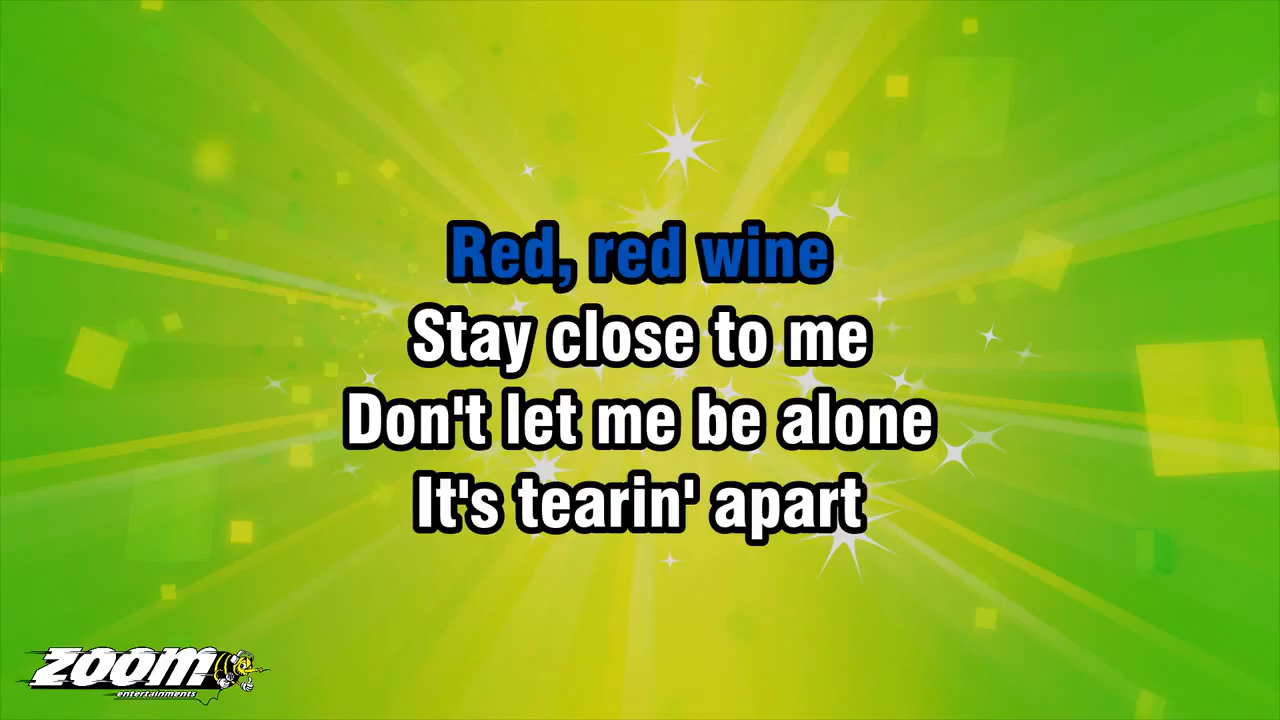 Red, red wine
Stay close to me
Don't let me be alone
It's tearin' apart
ZOOM
entertainments